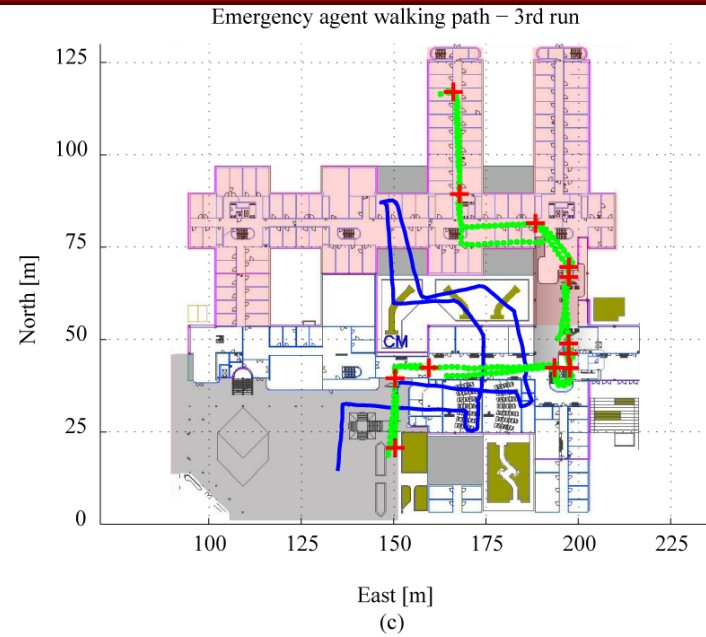 Emergency agent walking path − 3rd run
125
100
75
50
25
0
North [m]
CM
100
125
150
175
200
225
East [m]
(c)